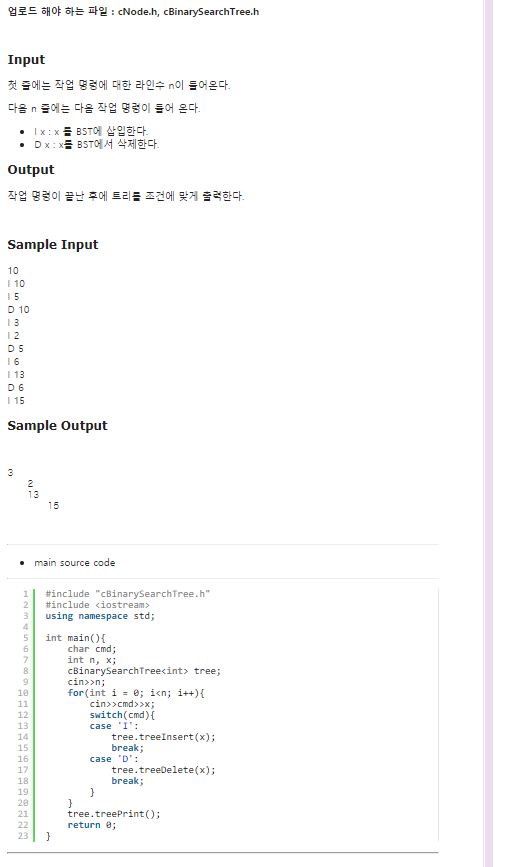 업로드 해야 하는 파일 : cNode.h, cBinarySearchTree.h
Input
첫 줄에는 작업 명령에 대한 라인수 n이 들어온다.
다음 n 줄에는 다음 작업 명령이 들어 온다.
• I x : x 를 BST에 삽입한다.
• D x : x를 BST에서 삭제한다.
Output
작업 명령이 끝난 후에 트리를 조건에 맞게 출력한다.
Sample Input
10
I 10
I 5
D 10
I 3
I 2
D 5
I 6
I 13
D 6
I 15
Sample Output
3
2
13
15
• main source code
1 #include "cBinarySearchTree.h"
2 #include <iostream>
3 using namespace std;
4
5 int main(){
6 char cmd;
7 int n, x;
8 cBinarySearchTree<int> tree;
9 cin>>n;
10 for(int i = 0; i<n; i++){
11 cin>>cmd>>x;
12 switch(cmd){
13 case 'I':
14 tree.treeInsert(x);
15 break;
16 case 'D':
17 tree.treeDelete(x);
18 break;
19 }
20 }
21 tree.treePrint();
22 return 0;
23 }